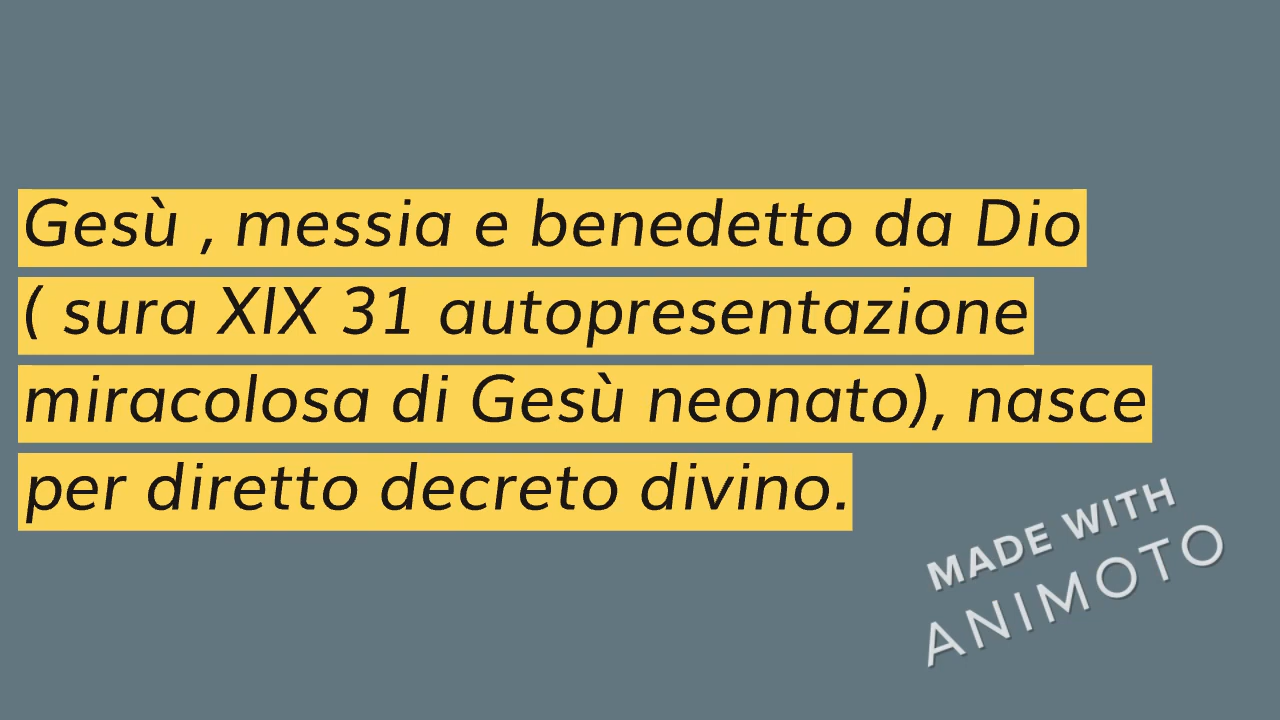 Gesù , messia e benedetto da Dio
( sura XIX 31 autopresentazione
miracolosa di Gesù neonato), nasce
per diretto decreto divino.
MADE WITH
ANIMOTO